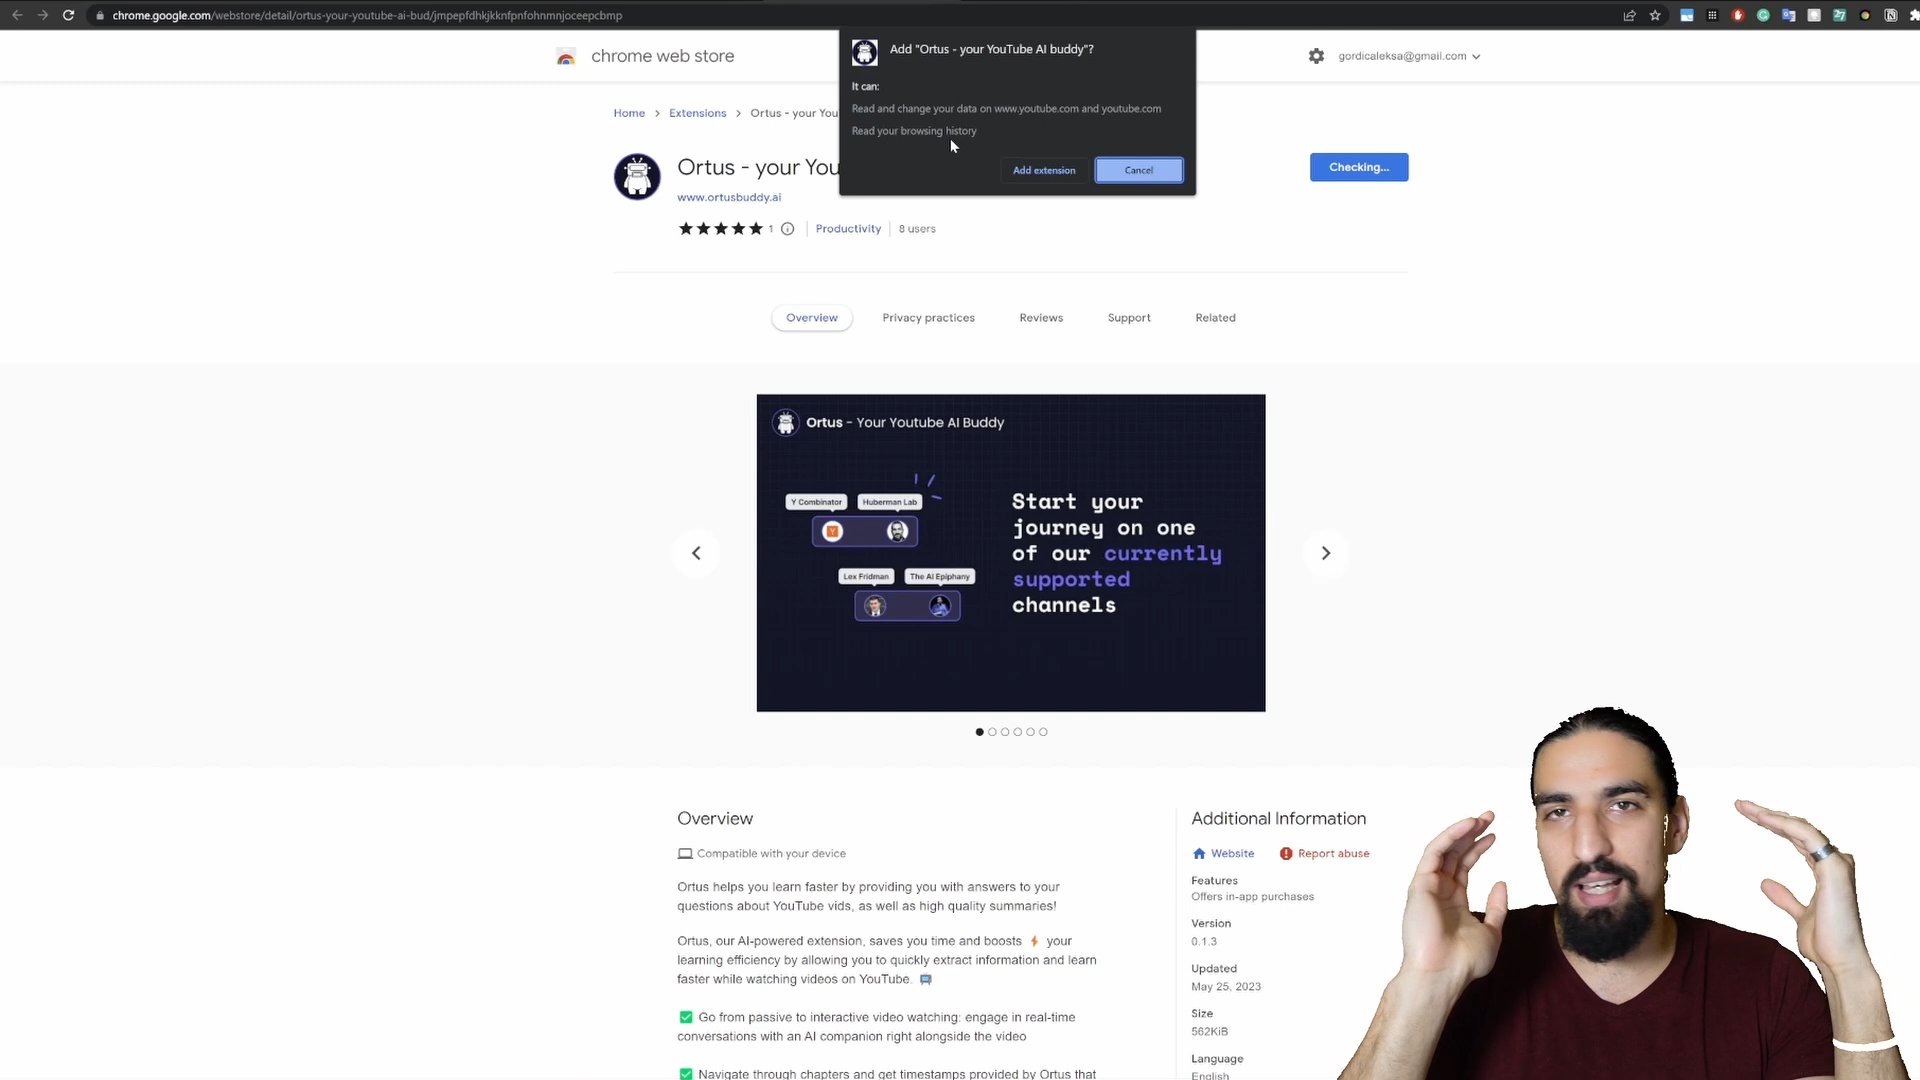 chrome.google.com/webstore/detail/ortus-your-youtube-ai-bud/jmpepfdhkjkknfpnfohnmnjoceepcbmp
chrome web store
gordicaleksa@gmail.com
Add "Ortus - your YouTube AI buddy"?
It can:
Read and change your data on www.youtube.com and youtube.com
Read your browsing history
Add extension
Cancel
Home
Extensions
Ortus - your You
Ortus - your You
Checking...
www.ortusbuddy.ai
1
Productivity
8 users
Overview
Privacy practices
Reviews
Support
Related
Ortus - Your Youtube AI Buddy
Y Combinator
Huberman Lab
Lex Fridman
The AI Epiphany
Start your
journey on one
of our currently
supported
channels
Overview
Compatible with your device
Ortus helps you learn faster by providing you with answers to your
questions about YouTube vids, as well as high quality summaries!
Ortus, our AI-powered extension, saves you time and boosts ⚡ your
learning efficiency by allowing you to quickly extract information and learn
faster while watching videos on YouTube. 📺
✅ Go from passive to interactive video watching: engage in real-time
conversations with an AI companion right alongside the video
✅ Navigate through chapters and get timestamps provided by Ortus that
Additional Information
Website
Report abuse
Features
Offers in-app purchases
Version
0.1.3
Updated
May 25, 2023
Size
562KiB
Language
English